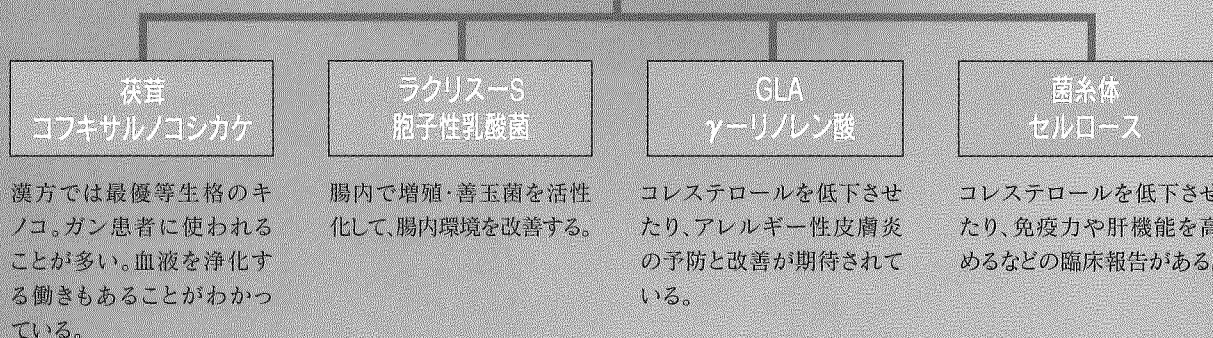 茯茸
コフキサルノコシカケ
漢方では最優等生格のキ
ノコ。ガン患者に使われる
ことが多い。血液を浄化す
る働きもあることがわかっ
ている。
ラクリスーS
胞子性乳酸菌
腸内で増殖・善玉菌を活性
化して、腸内環境を改善する。
GLA
γーリノレン酸
コレステロールを低下させ
たり、アレルギー性皮膚炎
の予防と改善が期待されて
いる。
菌糸体
セルロース
コレステロールを低下させ
たり、免疫力や肝機能を高
めるなどの臨床報告がある